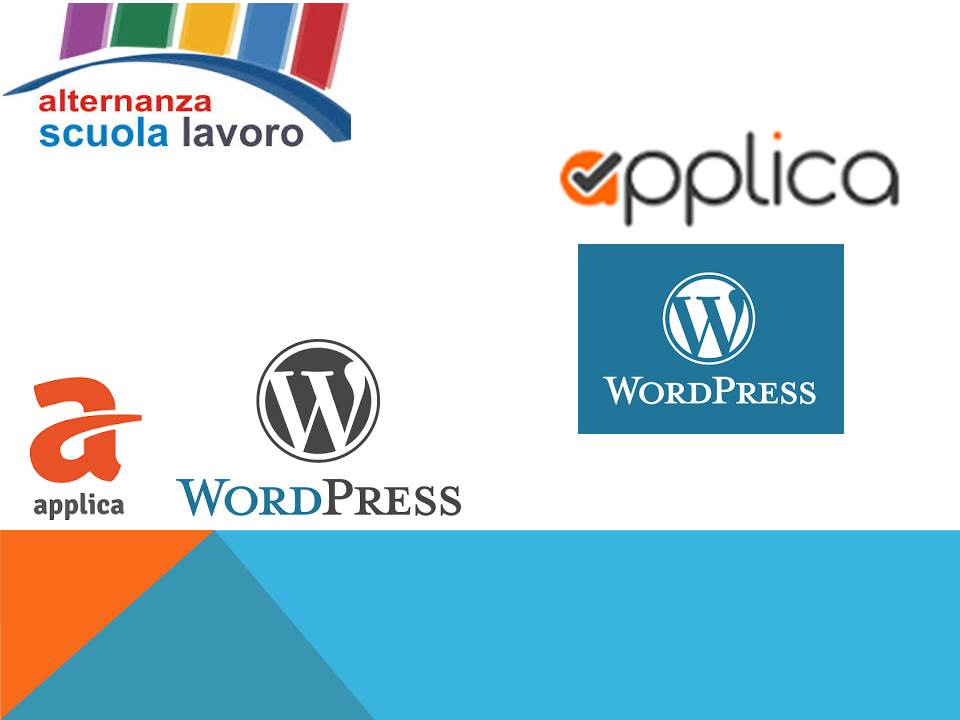 alternanza
scuola lavoro
applica
WORDPRESS
applica
WORDPRESS